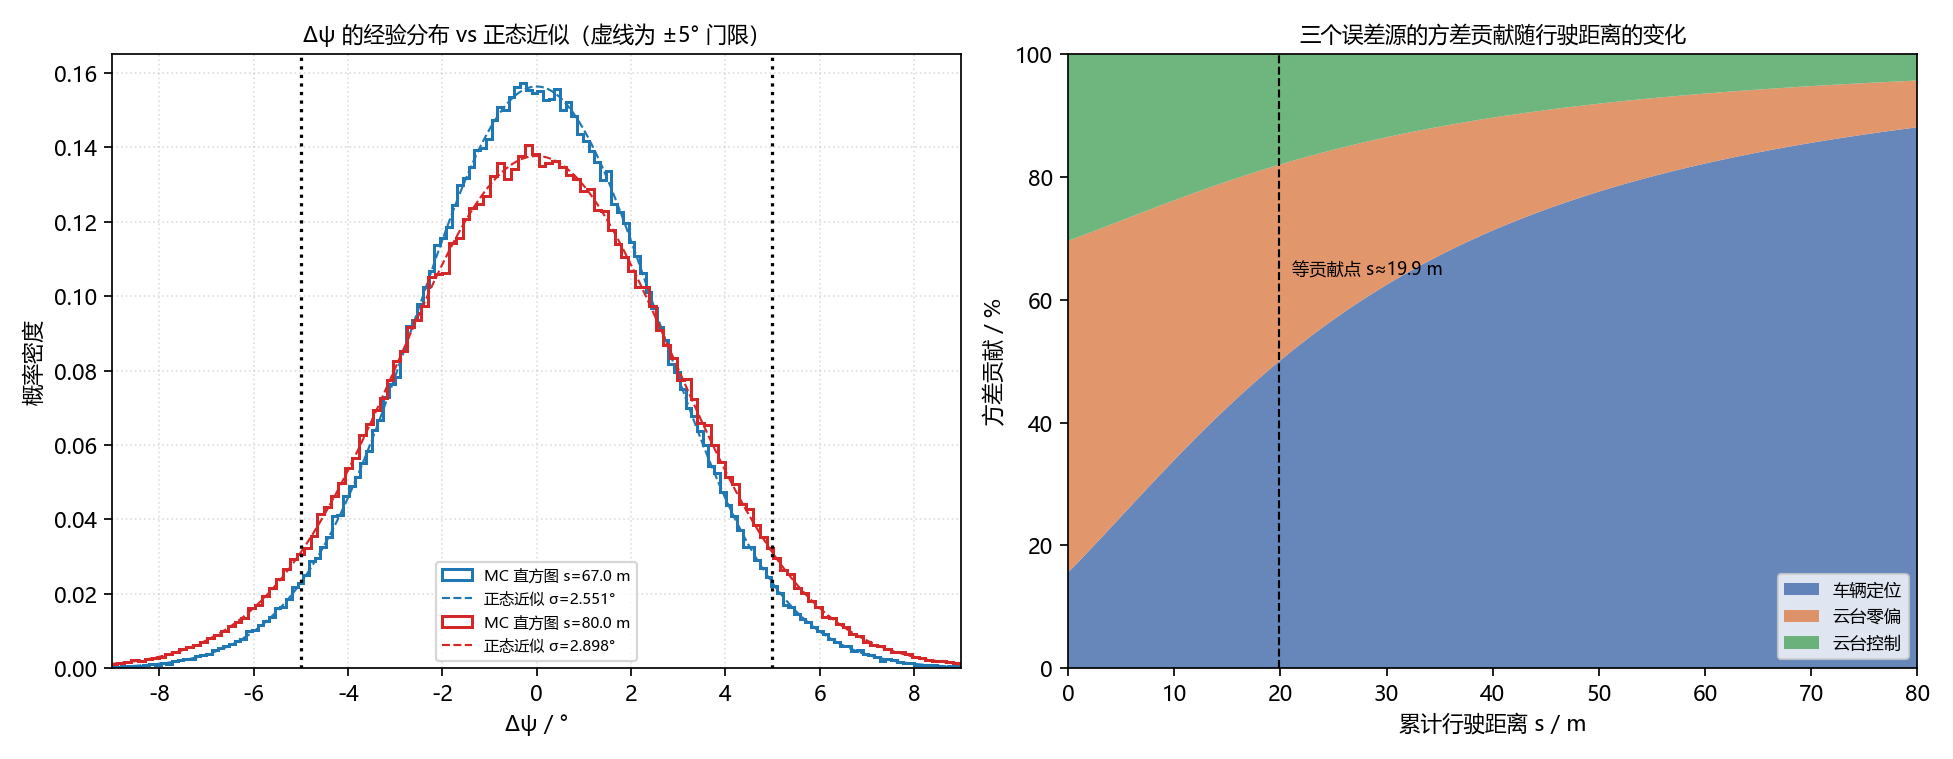 Δψ 的经验分布 vs 正态近似（虚线为 ±5° 门限）
0.16
0.14
0.12
0.10
0.08
0.06
0.04
0.02
0.00
概率密度
MC 直方图 s=67.0 m
正态近似 σ=2.551°
MC 直方图 s=80.0 m
正态近似 σ=2.898°
-8 -6 -4 -2 0 2 4 6 8
Δψ / °
三个误差源的方差贡献随行驶距离的变化
100
80
60
40
20
0
方差贡献 / %
等贡献点 s≈19.9 m
车辆定位
云台零偏
云台控制
0 10 20 30 40 50 60 70 80
累计行驶距离 s / m